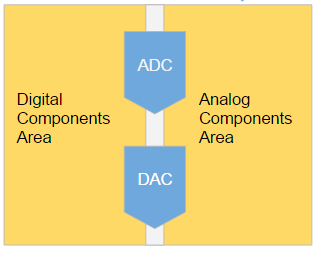 ADC
Digital
Components
Area
Analog
Components
Area
DAC